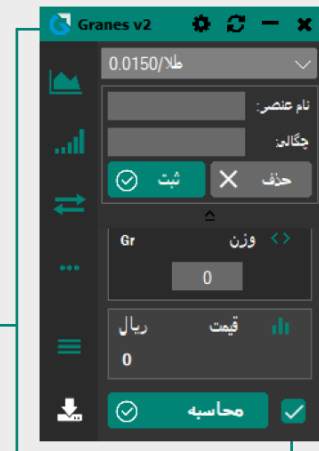 Granes v2
طلا/0.0150
نام عنصر:
چگالی:
ثبت
حذف
وزن
Gr
0
قیمت
ریال
0
محاسبه